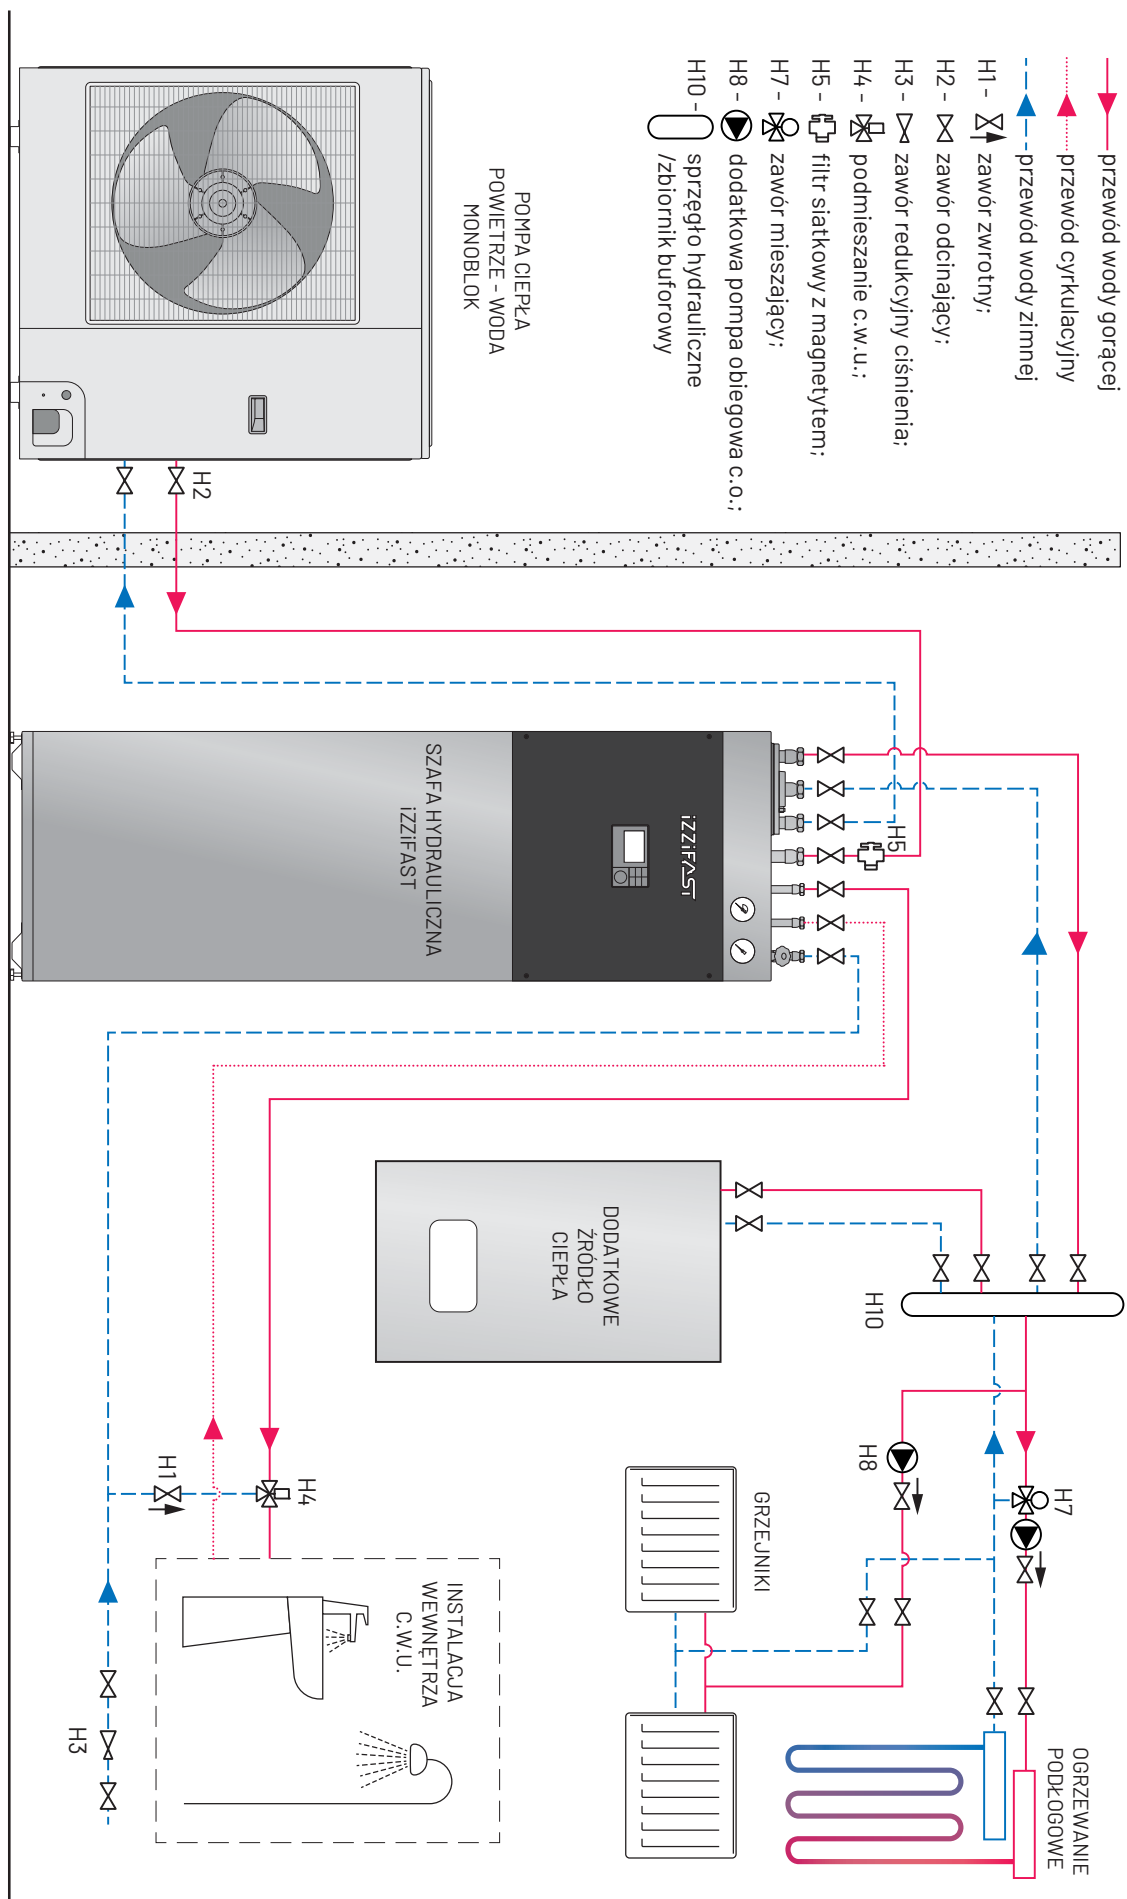 przewód wody gorącej
przewód cyrkulacyjny
przewód wody zimnej
H1 - zawór zwrotny;
H2 - zawór odcinający;
H3 - zawór redukcyjny ciśnienia;
H4 - podmieszanie c.w.u.;
H5 - filtr siatkowy z magnetytem;
H7 - zawór mieszający;
H8 - dodatkowa pompa obiegowa c.o.;
H10 - sprzęgło hydrauliczne
/zbiornik buforowy
POMPA CIEPŁA
POWIETRZE - WODA
MONOBLOK
H2
H5
iZZiFAST
SZAFA HYDRAULICZNA
iZZiFAST
DODATKOWE
ŹRÓDŁO
CIEPŁA
H10
H8
H7
H1
H4
GRZEJNIKI
INSTALACJA
WEWNĘTRZA
C.W.U.
H3
OGRZEWANIE
PODŁOGOWE